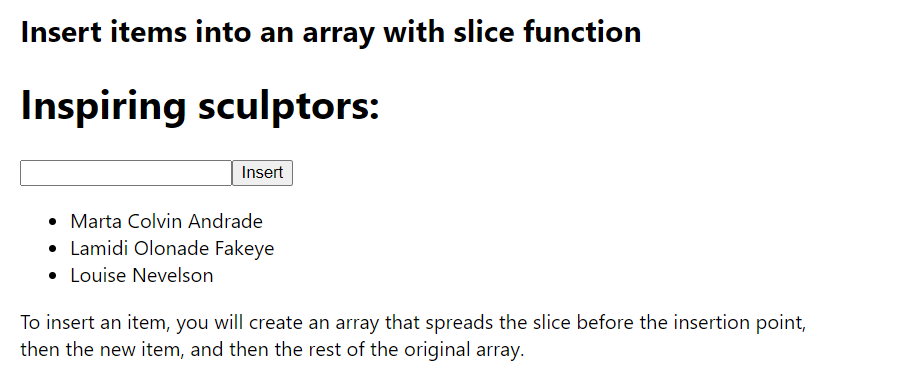 Insert items into an array with slice function
Inspiring sculptors:
Insert
Marta Colvin Andrade
Lamidi Olonade Fakeye
Louise Nevelson
To insert an item, you will create an array that spreads the slice before the insertion point,
then the new item, and then the rest of the original array.